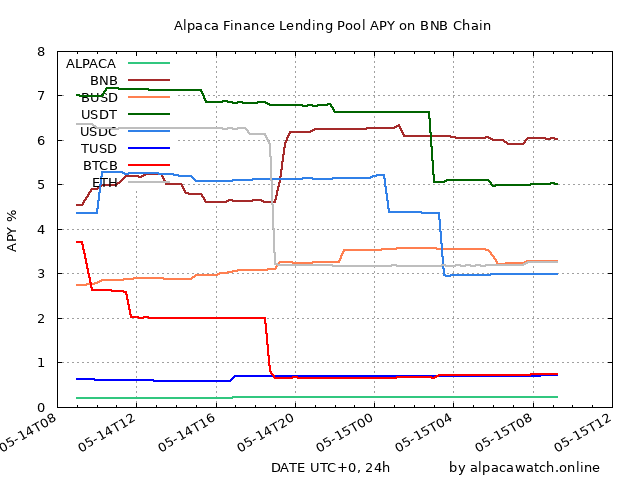 Alpaca Finance Lending Pool APY on BNB Chain
8
7
6
5
4
3
2
1
0
APY %
ALPACA
BNB
BUSD
USDT
USDC
TUSD
BTCB
ETH
05-14T08
05-14T12
05-14T16
05-14T20
05-15T00
05-15T04
05-15T08
05-15T12
DATE UTC+0, 24h
by alpacawatch.online